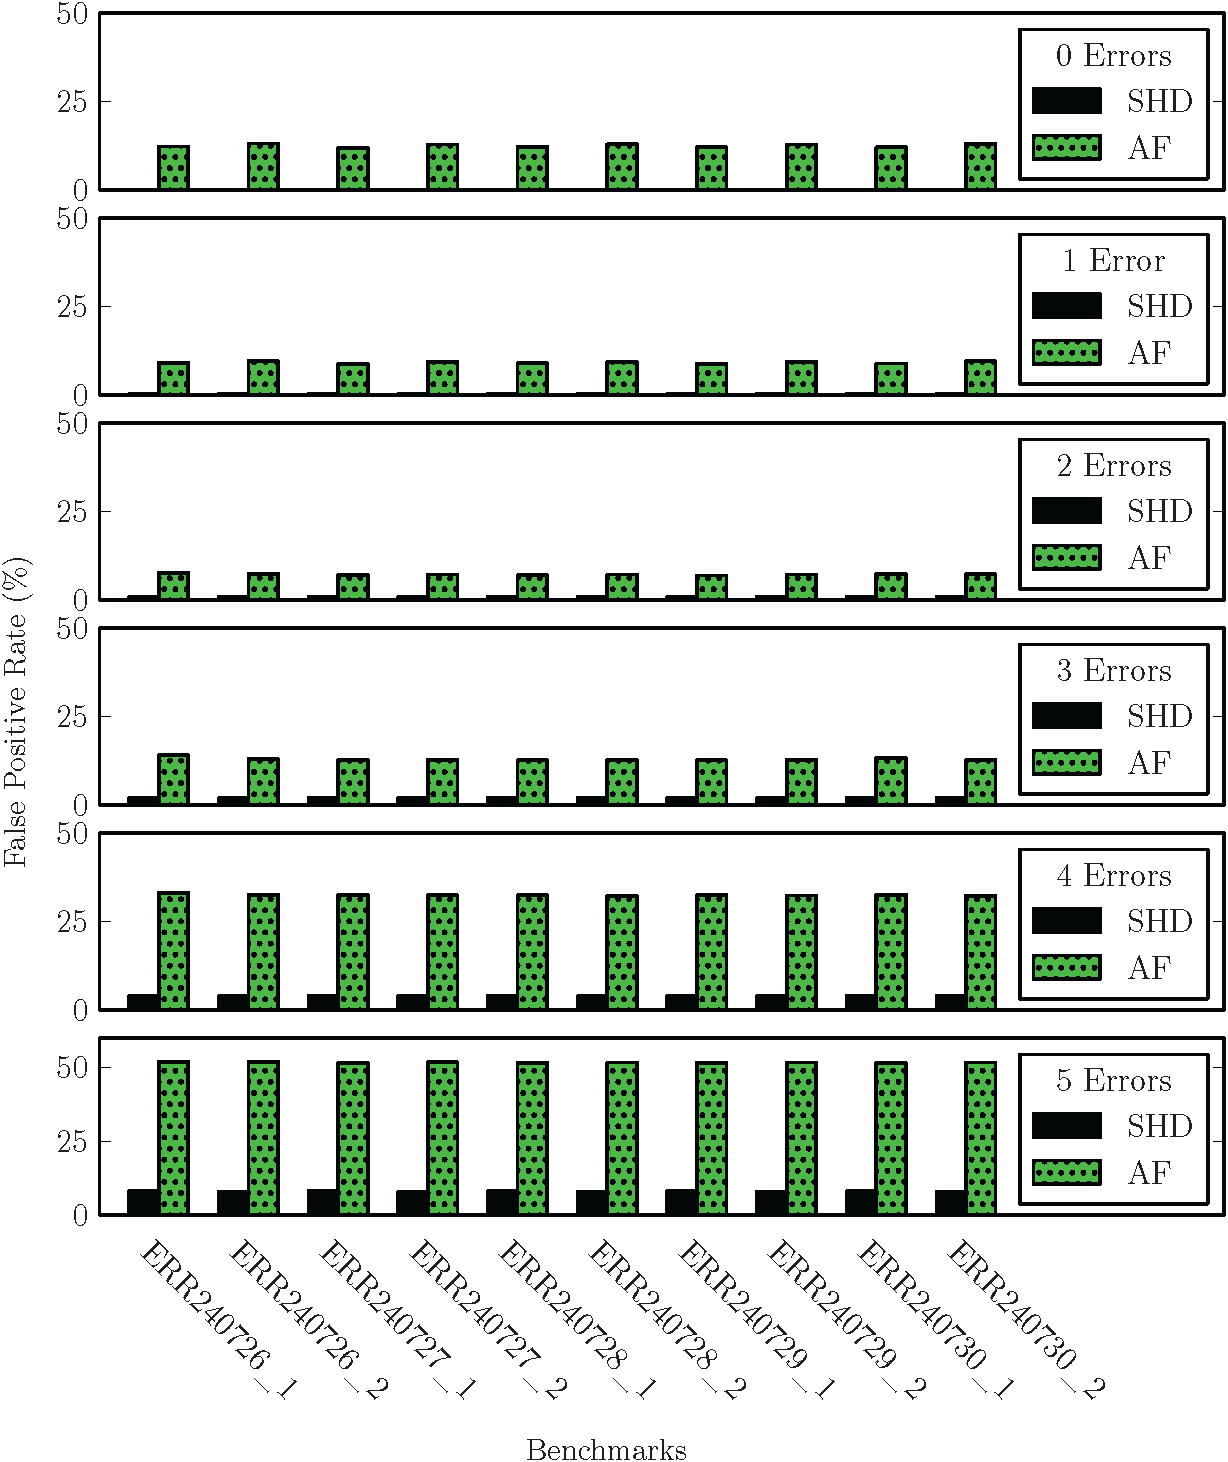 False Positive Rate (%)
50
25
0
0 Errors
SHD
AF
50
25
0
1 Error
SHD
AF
50
25
0
2 Errors
SHD
AF
50
25
0
3 Errors
SHD
AF
50
25
0
4 Errors
SHD
AF
50
25
0
5 Errors
SHD
AF
ERR240726_1
ERR240726_2
ERR240727_1
ERR240727_2
ERR240728_1
ERR240728_2
ERR240729_1
ERR240729_2
ERR240730_1
ERR240730_2
Benchmarks